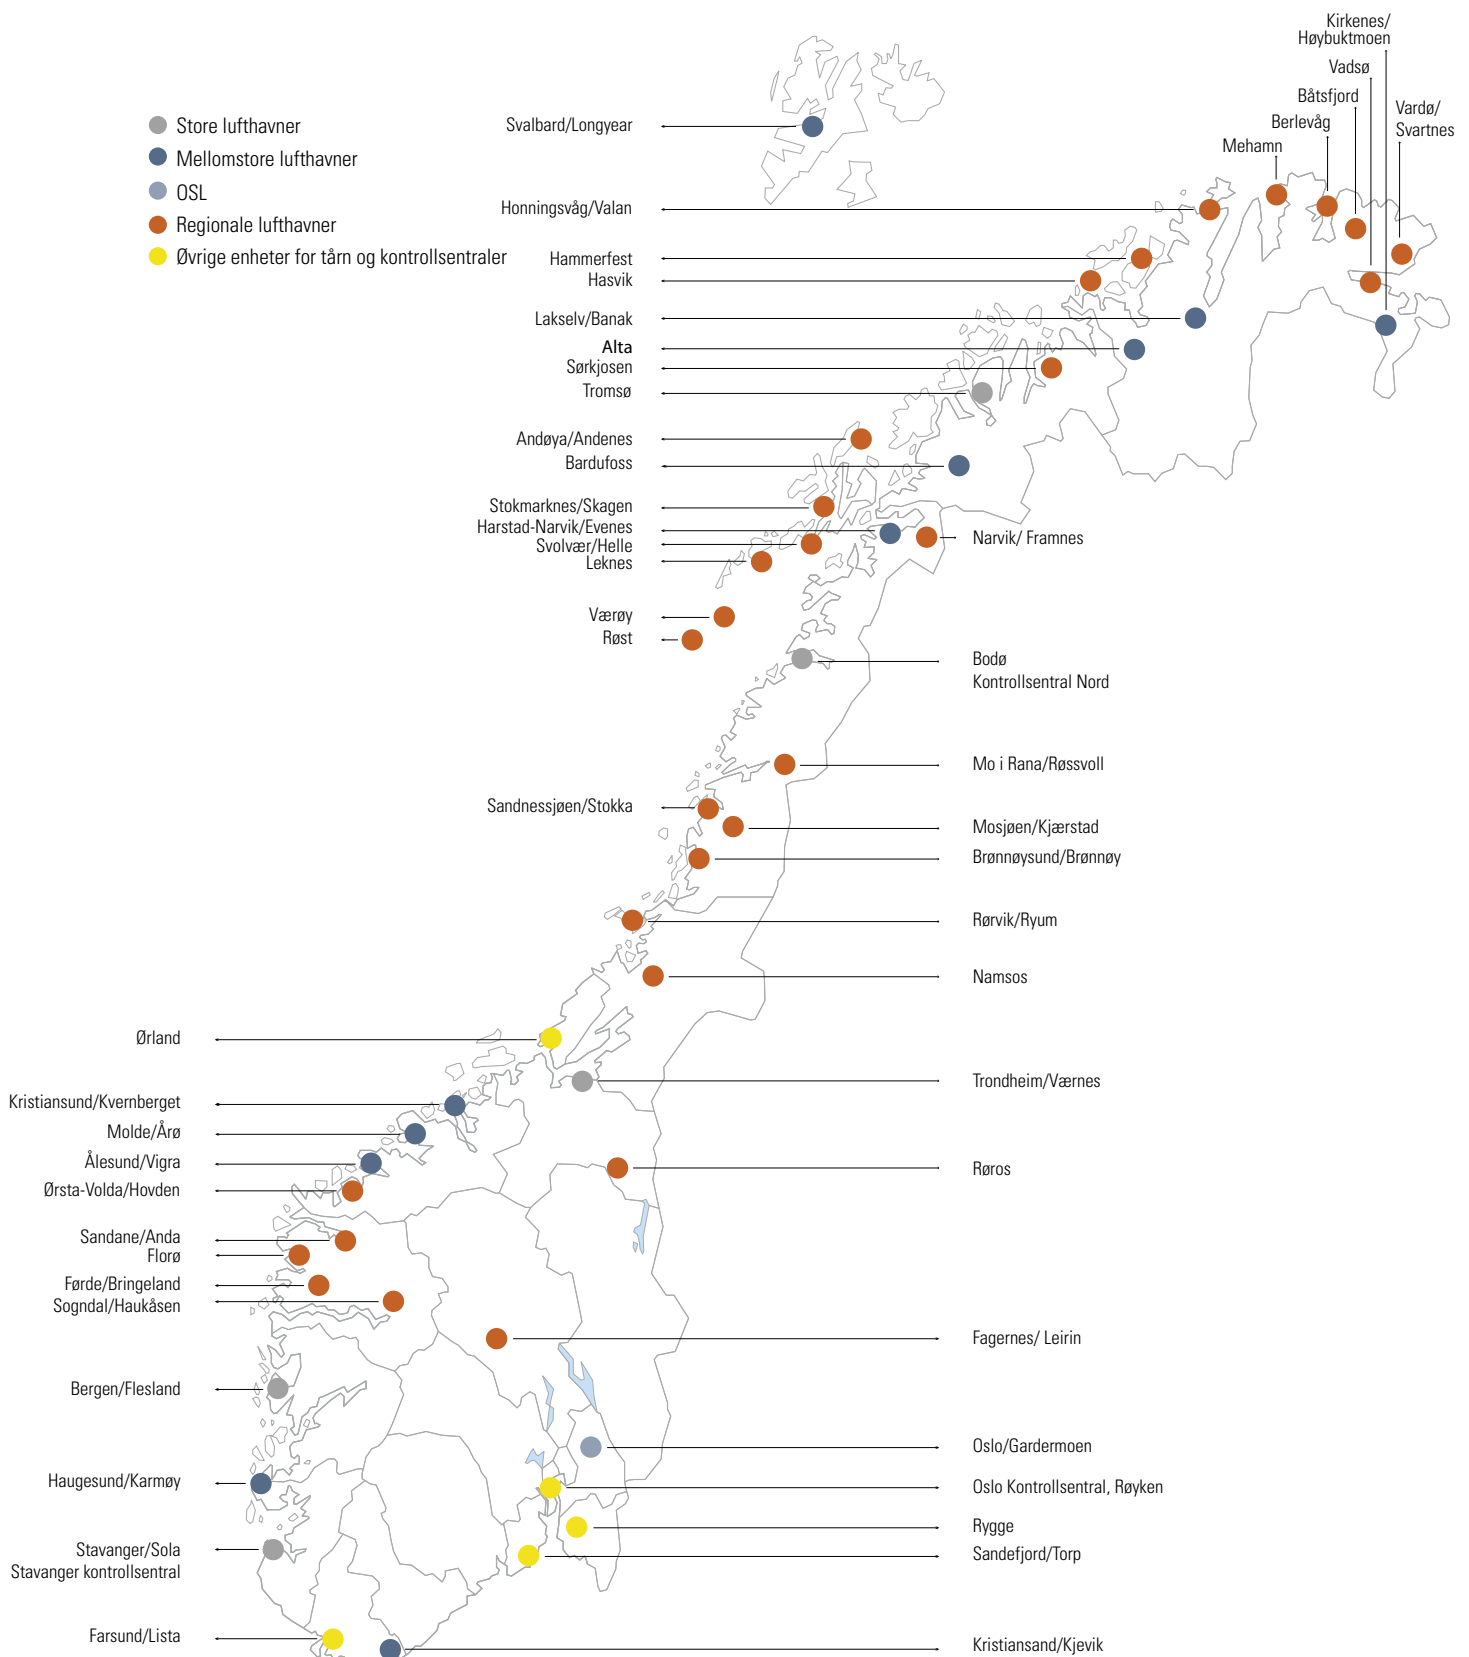 Store lufthavner
Mellomstore lufthavner
OSL
Regionale lufthavner
Øvrige enheter for tårn og kontrollsentraler
Kirkenes/
Høybuktmoen
Vadsø
Båtsfjord
Vardø/
Svartnes
Berlevåg
Mehamn
Svalbard/Longyear
Honningsvåg/Valan
Hammerfest
Hasvik
Lakselv/Banak
Alta
Sørkjosen
Tromsø
Andøya/Andenes
Bardufoss
Stokmarknes/Skagen
Harstad-Narvik/Evenes
Svolvær/Helle
Leknes
Narvik/ Framnes
Værøy
Røst
Bodø
Kontrollsentral Nord
Mo i Rana/Røssvoll
Sandnessjøen/Stokka
Mosjøen/Kjærstad
Brønnøysund/Brønnøy
Rørvik/Ryum
Namsos
Ørland
Trondheim/Værnes
Kristiansund/Kvernberget
Molde/Årø
Ålesund/Vigra
Ørsta-Volda/Hovden
Røros
Sandane/Anda
Florø
Førde/Bringeland
Sogndal/Haukåsen
Fagernes/ Leirin
Bergen/Flesland
Oslo/Gardermoen
Haugesund/Karmøy
Oslo Kontrollsentral, Røyken
Rygge
Stavanger/Sola
Stavanger kontrollsentral
Sandefjord/Torp
Farsund/Lista
Kristiansand/Kjevik